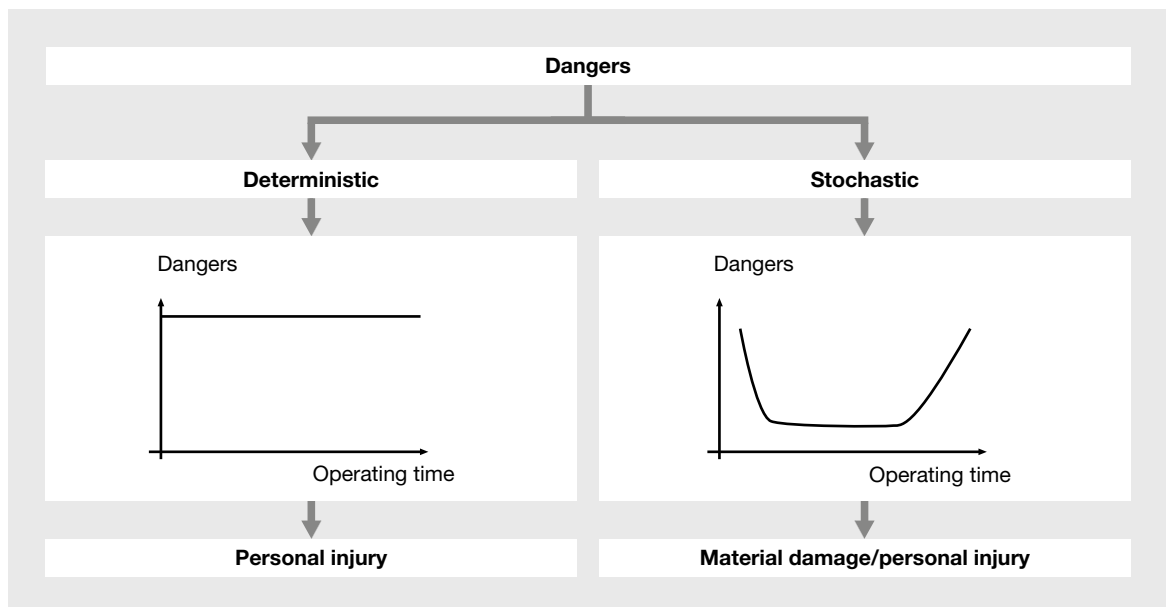 Dangers
Deterministic
Stochastic
Dangers
Operating time
Dangers
Operating time
Personal injury
Material damage/personal injury